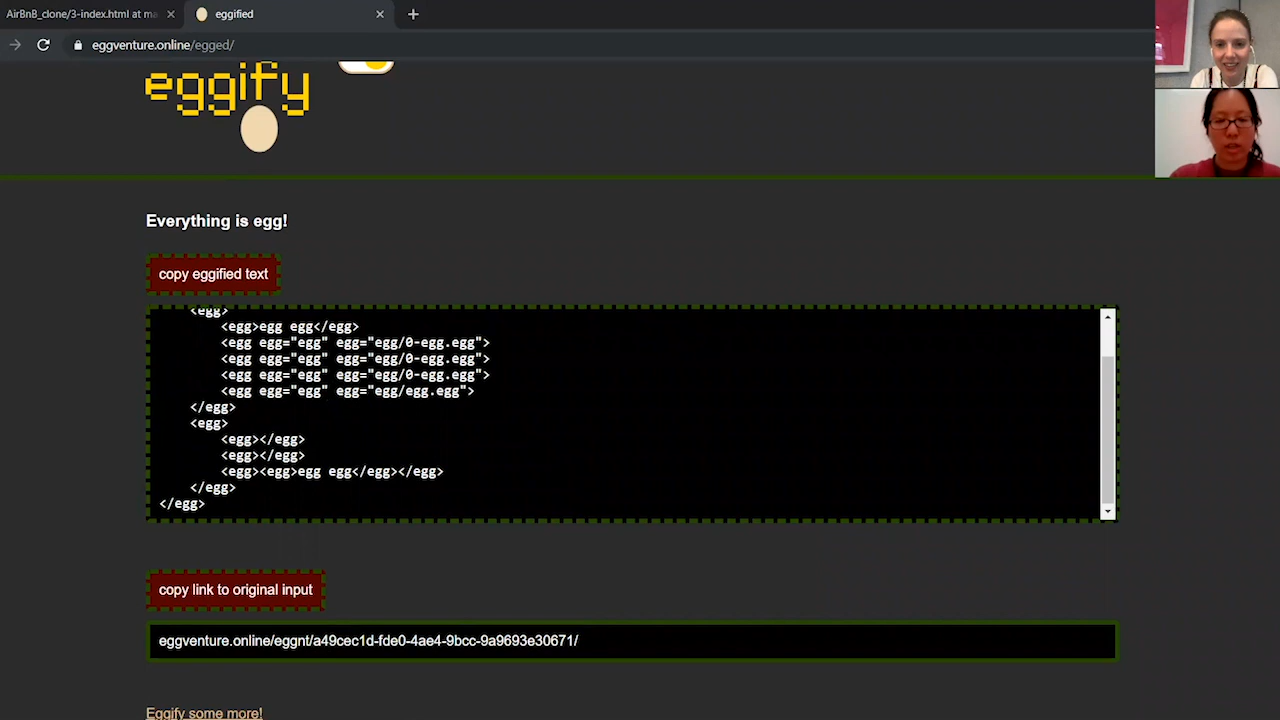 AirBnB_clone/3-index.html at ma
eggified
eggventure.online/egged/
eggify
Everything is egg!
copy eggified text
<egg>
<egg>egg egg</egg>
<egg egg="egg" egg="egg/0-egg.egg">
<egg egg="egg" egg="egg/0-egg.egg">
<egg egg="egg" egg="egg/0-egg.egg">
<egg egg="egg" egg="egg/egg.egg">
</egg>
<egg>
<egg></egg>
<egg></egg>
<egg><egg>egg egg</egg></egg>
</egg>
</egg>
copy link to original input
eggventure.online/eggnt/a49cec1d-fde0-4ae4-9bcc-9a9693e30671/
Eggify some more!